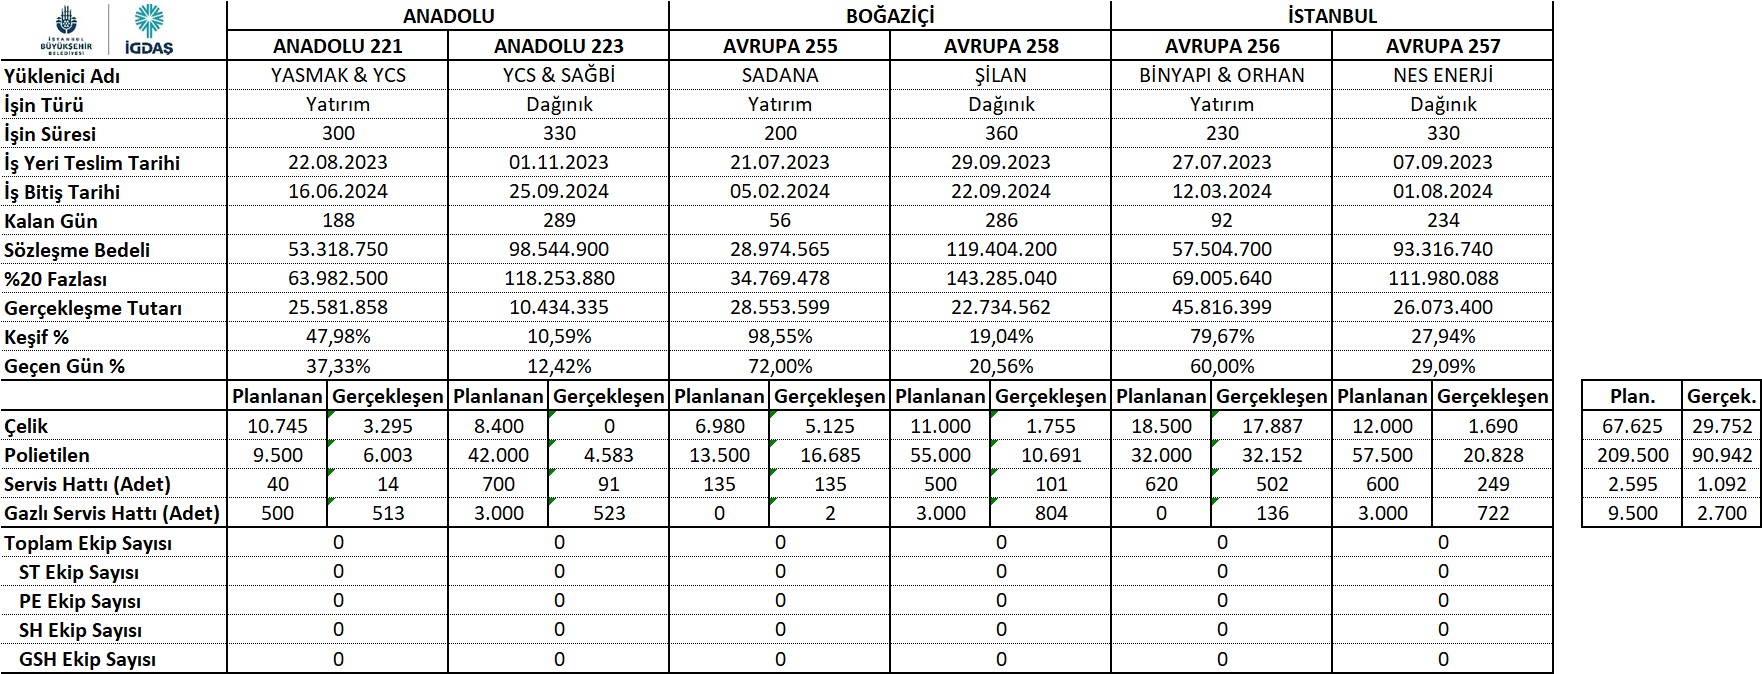 İSTANBUL
BÜYÜKŞEHİR
BELEDİYESİ
İGDAŞ
ANADOLU BOĞAZİÇİ İSTANBUL
ANADOLU 221 ANADOLU 223 AVRUPA 255 AVRUPA 258 AVRUPA 256 AVRUPA 257
Yüklenici Adı YASMAK & YCS YCS & SAĞBİ SADANA ŞİLAN BİNYAPI & ORHAN NES ENERJİ
İşin Türü Yatırım Dağınık Yatırım Dağınık Yatırım Dağınık
İşin Süresi 300 330 200 360 230 330
İş Yeri Teslim Tarihi 22.08.2023 01.11.2023 21.07.2023 29.09.2023 27.07.2023 07.09.2023
İş Bitiş Tarihi 16.06.2024 25.09.2024 05.02.2024 22.09.2024 12.03.2024 01.08.2024
Kalan Gün 188 289 56 286 92 234
Sözleşme Bedeli 53.318.750 98.544.900 28.974.565 119.404.200 57.504.700 93.316.740
%20 Fazlası 63.982.500 118.253.880 34.769.478 143.285.040 69.005.640 111.980.088
Gerçekleşme Tutarı 25.581.858 10.434.335 28.553.599 22.734.562 45.816.399 26.073.400
Keşif % 47,98% 10,59% 98,55% 19,04% 79,67% 27,94%
Geçen Gün % 37,33% 12,42% 72,00% 20,56% 60,00% 29,09%
Planlanan Gerçekleşen Planlanan Gerçekleşen Planlanan Gerçekleşen Planlanan Gerçekleşen Planlanan Gerçekleşen Planlanan Gerçekleşen Plan. Gerçek.
Çelik 10.745 3.295 8.400 0 6.980 5.125 11.000 1.755 18.500 17.887 12.000 1.690 67.625 29.752
Polietilen 9.500 6.003 42.000 4.583 13.500 16.685 55.000 10.691 32.000 32.152 57.500 20.828 209.500 90.942
Servis Hattı (Adet) 40 14 700 91 135 135 500 101 620 502 600 249 2.595 1.092
Gazlı Servis Hattı (Adet) 500 513 3.000 523 0 2 3.000 804 0 136 3.000 722 9.500 2.700
Toplam Ekip Sayısı 0 0 0 0 0 0
ST Ekip Sayısı 0 0 0 0 0 0
PE Ekip Sayısı 0 0 0 0 0 0
SH Ekip Sayısı 0 0 0 0 0 0
GSH Ekip Sayısı 0 0 0 0 0 0